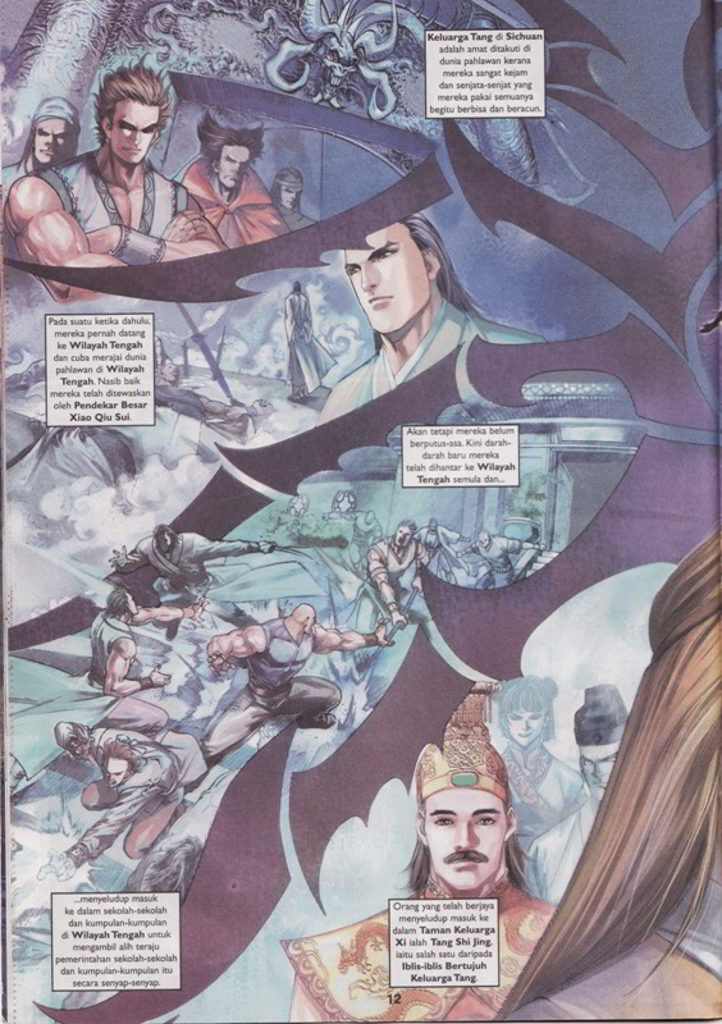 Keluarga Tang di Sichuan
adalah amat ditakuti di
dunia pahlawan kerana
mereka sangat kejam
dan senjata-senjat yang
mereka pakai semuanya
begitu berbisa dan beracun.
Pada suatu ketika dahulu,
mereka pernah datang
ke Wilayah Tengah
dan cuba merajai dunia
pahlawan di Wilayah
Tengah. Nasib baik
mereka telah ditewaskan
oleh Pendekar Besar
Xiao Qiu Sui.
Akan tetapi mereka belum
berputus-asa. Kini darah-
darah baru mereka
telah dihantar ke Wilayah
Tengah semula dan...
...menyeludup masuk
ke dalam sekolah-sekolah
dan kumpulan-kumpulan
di Wilayah Tengah untuk
mengambil alih teraju
pemerintahan sekolah-sekolah
dan kumpulan-kumpulan itu
secara senyap-senyap.
Orang yang telah berjaya
menyeludup masuk ke
dalam Taman Keluarga
Xi ialah Tang Shi Jing,
iaitu salah satu daripada
Iblis-iblis Bertujuh
Keluarga Tang.
12